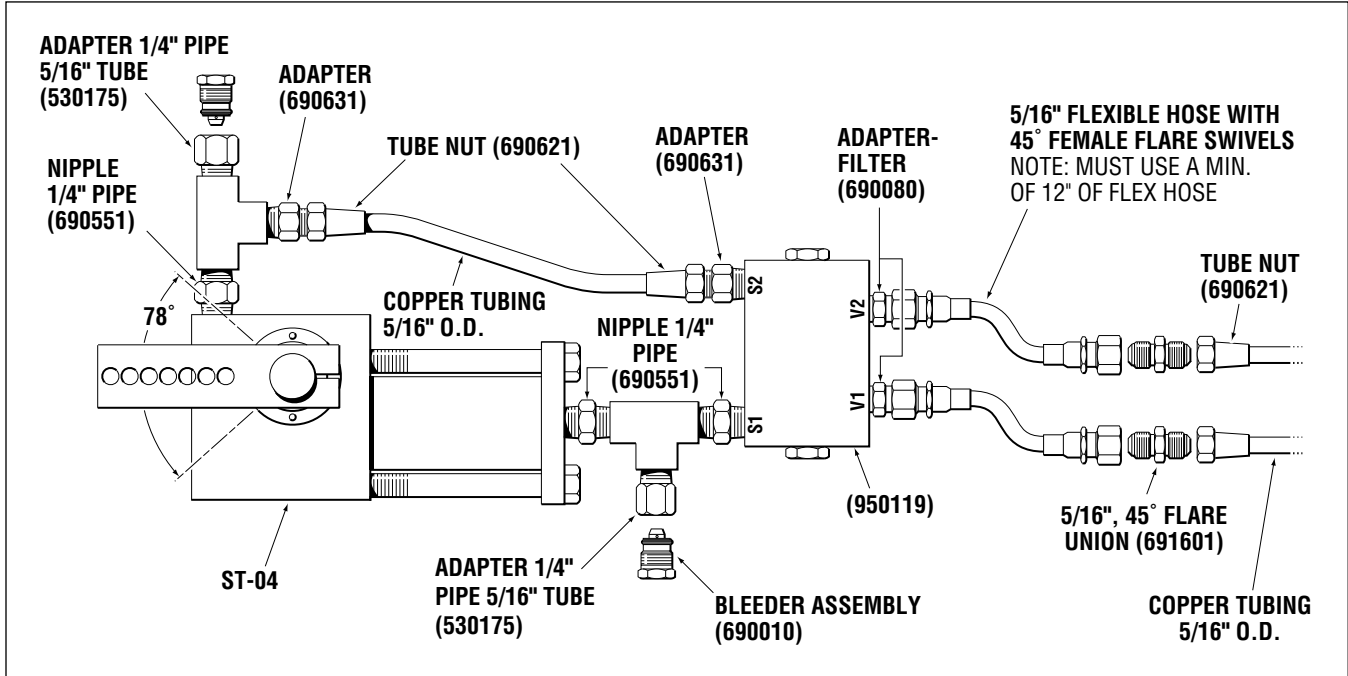 ADAPTER 1/4" PIPE
5/16" TUBE
(530175)
ADAPTER
(690631)
NIPPLE
1/4" PIPE
(690551)
TUBE NUT (690621)
ADAPTER
(690631)
ADAPTER-
FILTER
(690080)
5/16" FLEXIBLE HOSE WITH
45° FEMALE FLARE SWIVELS
NOTE: MUST USE A MIN.
OF 12" OF FLEX HOSE
TUBE NUT
(690621)
78°
COPPER TUBING
5/16" O.D.
NIPPLE 1/4"
PIPE
(690551)
S2
S1
V2
V1
(950119)
ST-04
ADAPTER 1/4"
PIPE 5/16" TUBE
(530175)
BLEEDER ASSEMBLY
(690010)
5/16", 45° FLARE
UNION (691601)
COPPER TUBING
5/16" O.D.